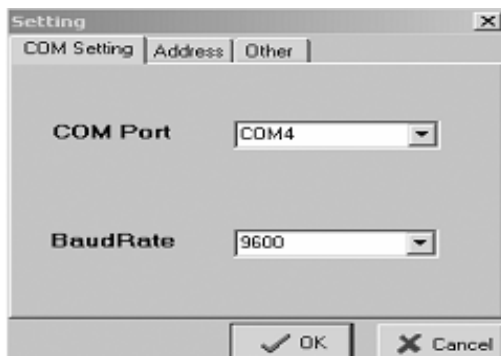 Setting
COM Setting Address Other
COM Port COM4
BaudRate 9600
OK Cancel